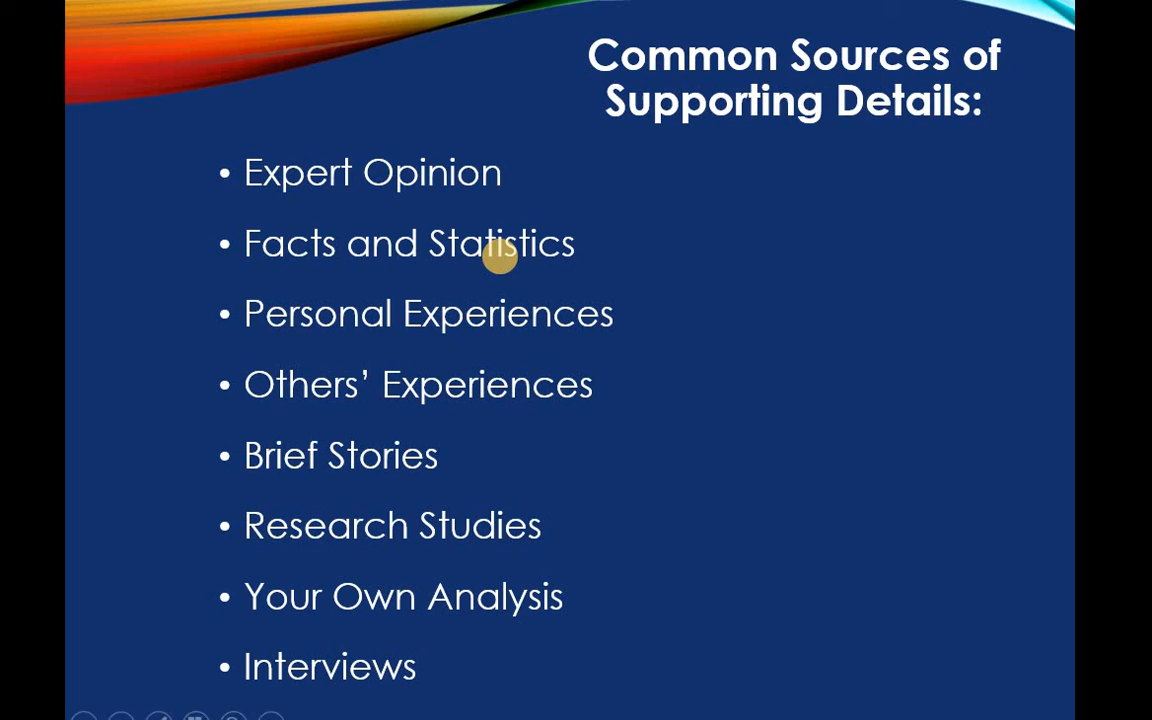 Common Sources of
Supporting Details:
• Expert Opinion
• Facts and Statistics
• Personal Experiences
• Others’ Experiences
• Brief Stories
• Research Studies
• Your Own Analysis
• Interviews